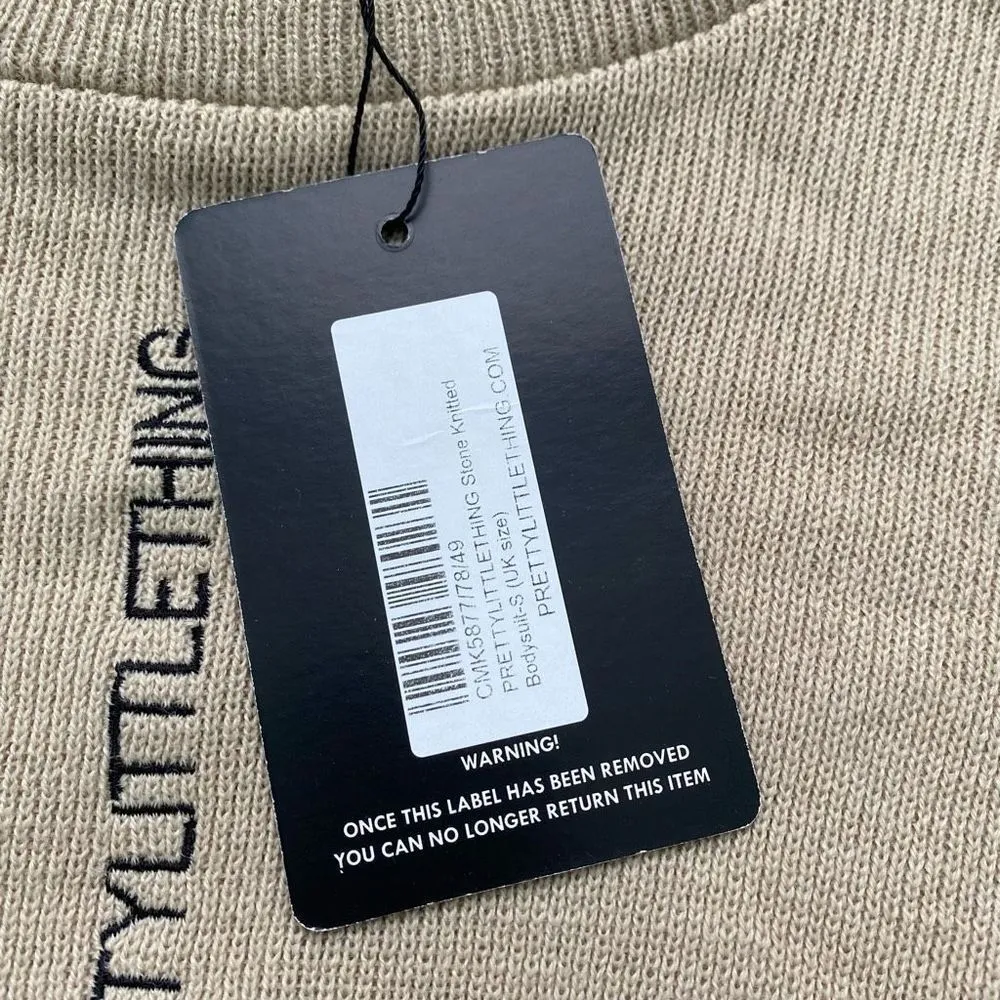 TYLITTLETHING
CMK5877/78/49
PRETTYLITTLETHING Stone Knitted
Bodysuit-S (UK size)
PRETTYLITTLETHING.COM
WARNING!
ONCE THIS LABEL HAS BEEN REMOVED
YOU CAN NO LONGER RETURN THIS ITEM